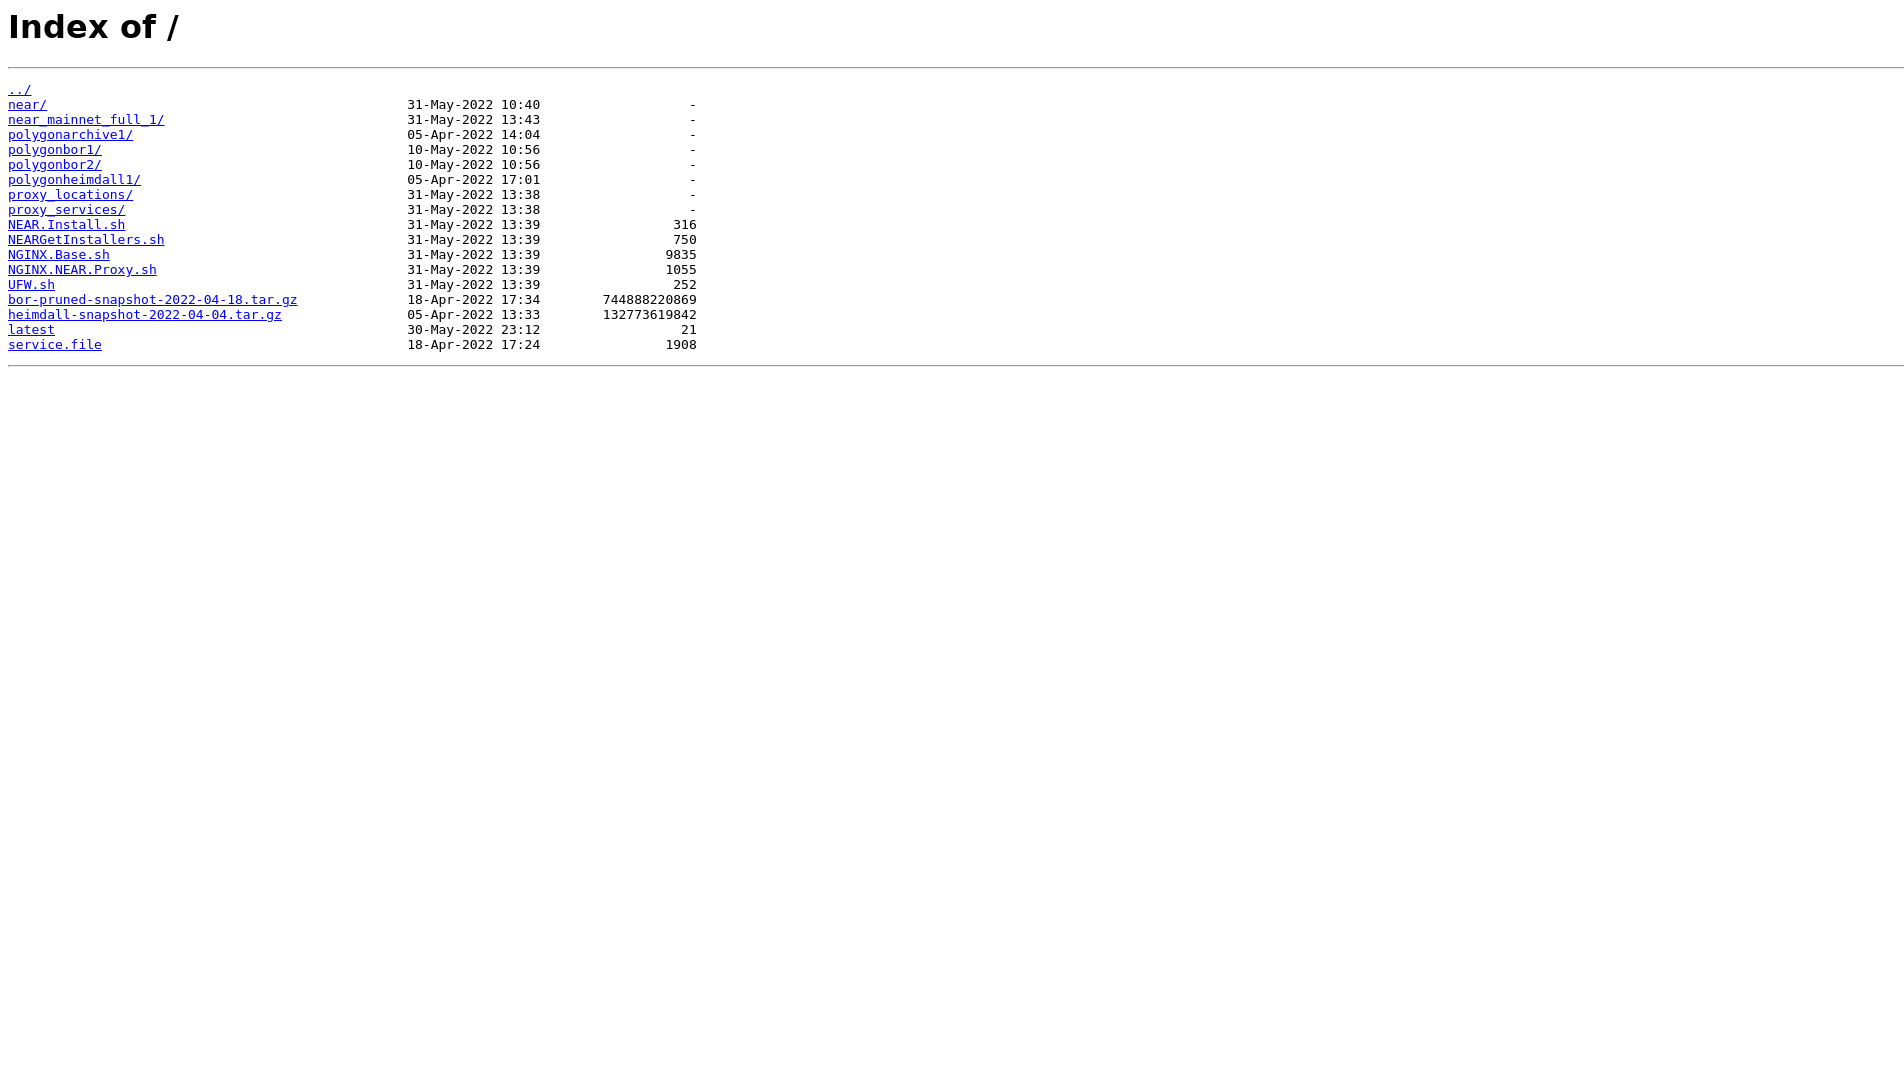 Index of /
../
near/ 31-May-2022 10:40 -
near_mainnet_full_1/ 31-May-2022 13:43 -
polygonarchive1/ 05-Apr-2022 14:04 -
polygonbor1/ 10-May-2022 10:56 -
polygonbor2/ 10-May-2022 10:56 -
polygonheimdall1/ 05-Apr-2022 17:01 -
proxy_locations/ 31-May-2022 13:38 -
proxy_services/ 31-May-2022 13:38 -
NEAR.Install.sh 31-May-2022 13:39 316
NEARGetInstallers.sh 31-May-2022 13:39 750
NGINX.Base.sh 31-May-2022 13:39 9835
NGINX.NEAR.Proxy.sh 31-May-2022 13:39 1055
UFW.sh 31-May-2022 13:39 252
bor-pruned-snapshot-2022-04-18.tar.gz 18-Apr-2022 17:34 744888220869
heimdall-snapshot-2022-04-04.tar.gz 05-Apr-2022 13:33 132773619842
latest 30-May-2022 23:12 21
service.file 18-Apr-2022 17:24 1908